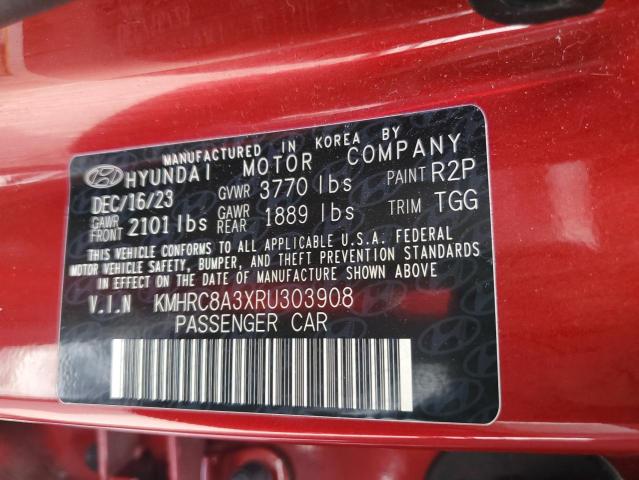 MANUFACTURED IN KOREA BY
HYUNDAI MOTOR COMPANY
DEC/16/23 GVWR 3770 lbs PAINT R2P
GAWR FRONT 2101 lbs GAWR REAR 1889 lbs TRIM TGG
THIS VEHICLE CONFORMS TO ALL APPLICABLE U.S.A. FEDERAL
MOTOR VEHICLE SAFETY, BUMPER, AND THEFT PREVENTION STANDARDS
IN EFFECT ON THE DATE OF MANUFACTURE SHOWN ABOVE.
V.I.N KMHRC8A3XRU303908
PASSENGER CAR